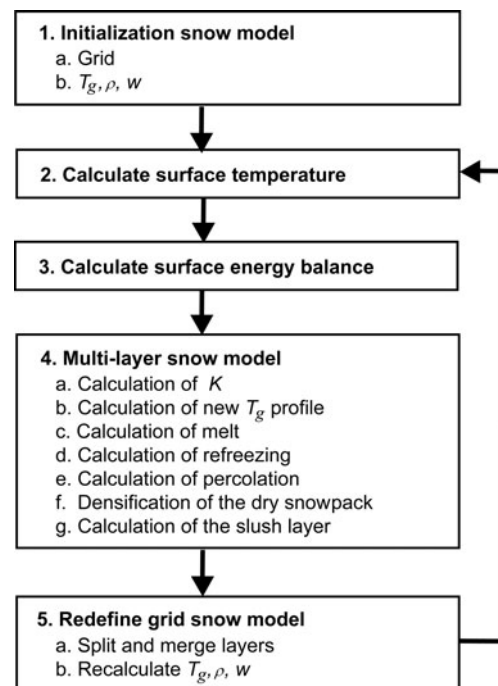 1. Initialization snow model
a. Grid
b. Tg, ρ, w
2. Calculate surface temperature
3. Calculate surface energy balance
4. Multi-layer snow model
a. Calculation of K
b. Calculation of new Tg profile
c. Calculation of melt
d. Calculation of refreezing
e. Calculation of percolation
f. Densification of the dry snowpack
g. Calculation of the slush layer
5. Redefine grid snow model
a. Split and merge layers
b. Recalculate Tg, ρ, w